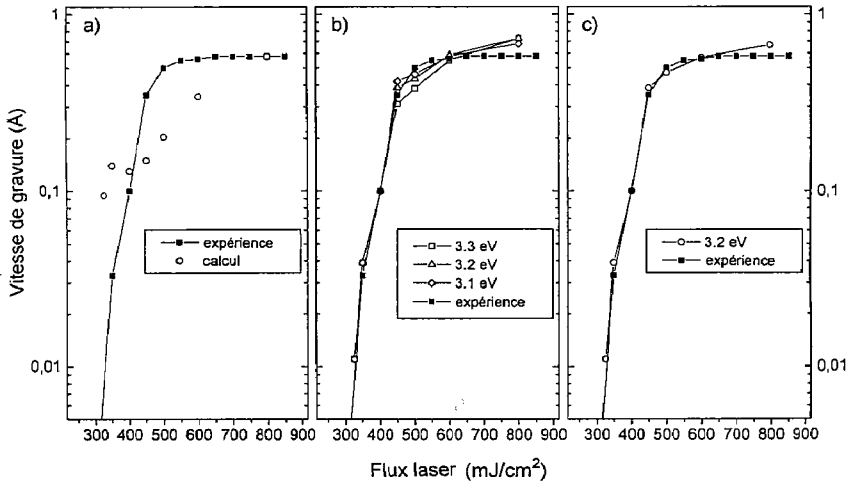 a)
b)
c)
1
0,1
0,01
1
0,1
0,01
Vitesse de gravure (Å)
expérience
calcul
3.3 eV
3.2 eV
3.1 eV
expérience
3.2 eV
expérience
300 400 500 600 700 800 900
300 400 500 600 700 800 900
300 400 500 600 700 800 900
Flux laser (mJ/cm²)